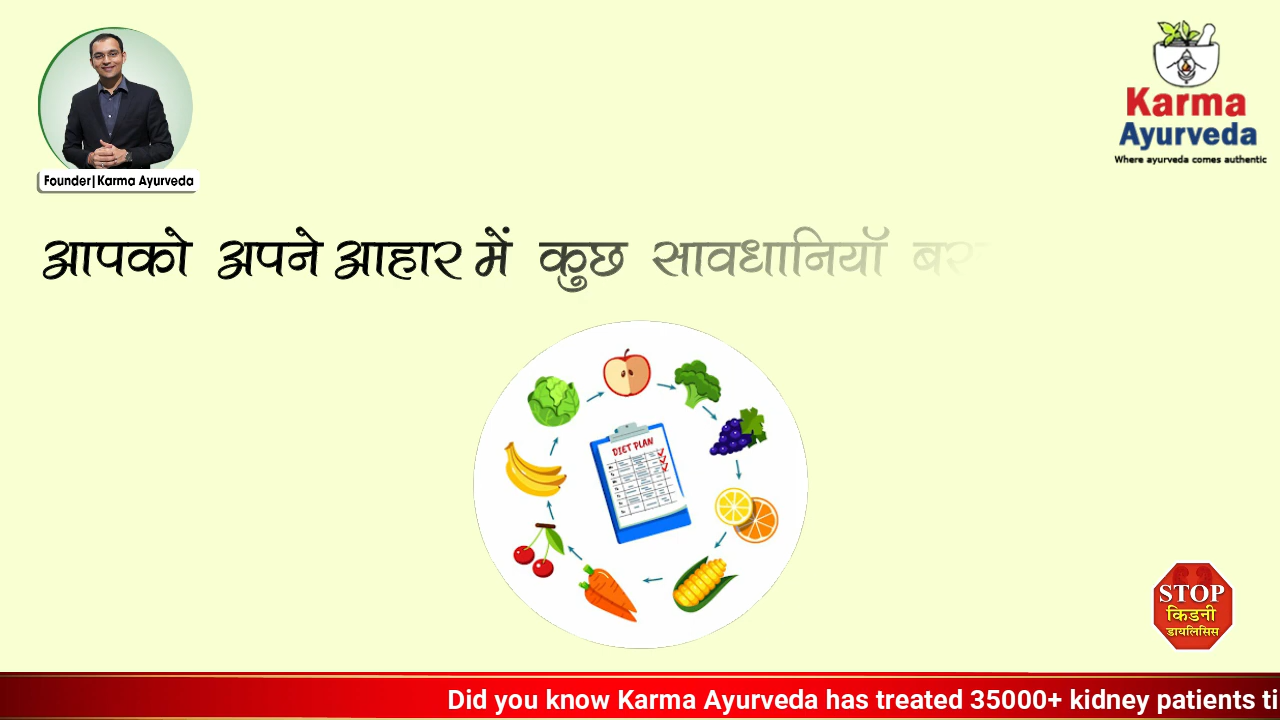 Founder|Karma Ayurveda
Karma
Ayurveda
Where ayurveda comes authentic
आपको अपने आहार में कुछ सावधानियॉ
DIET PLAN
STOP
किडनी
डायलिसिस
Did you know Karma Ayurveda has treated 35000+ kidney patients ti